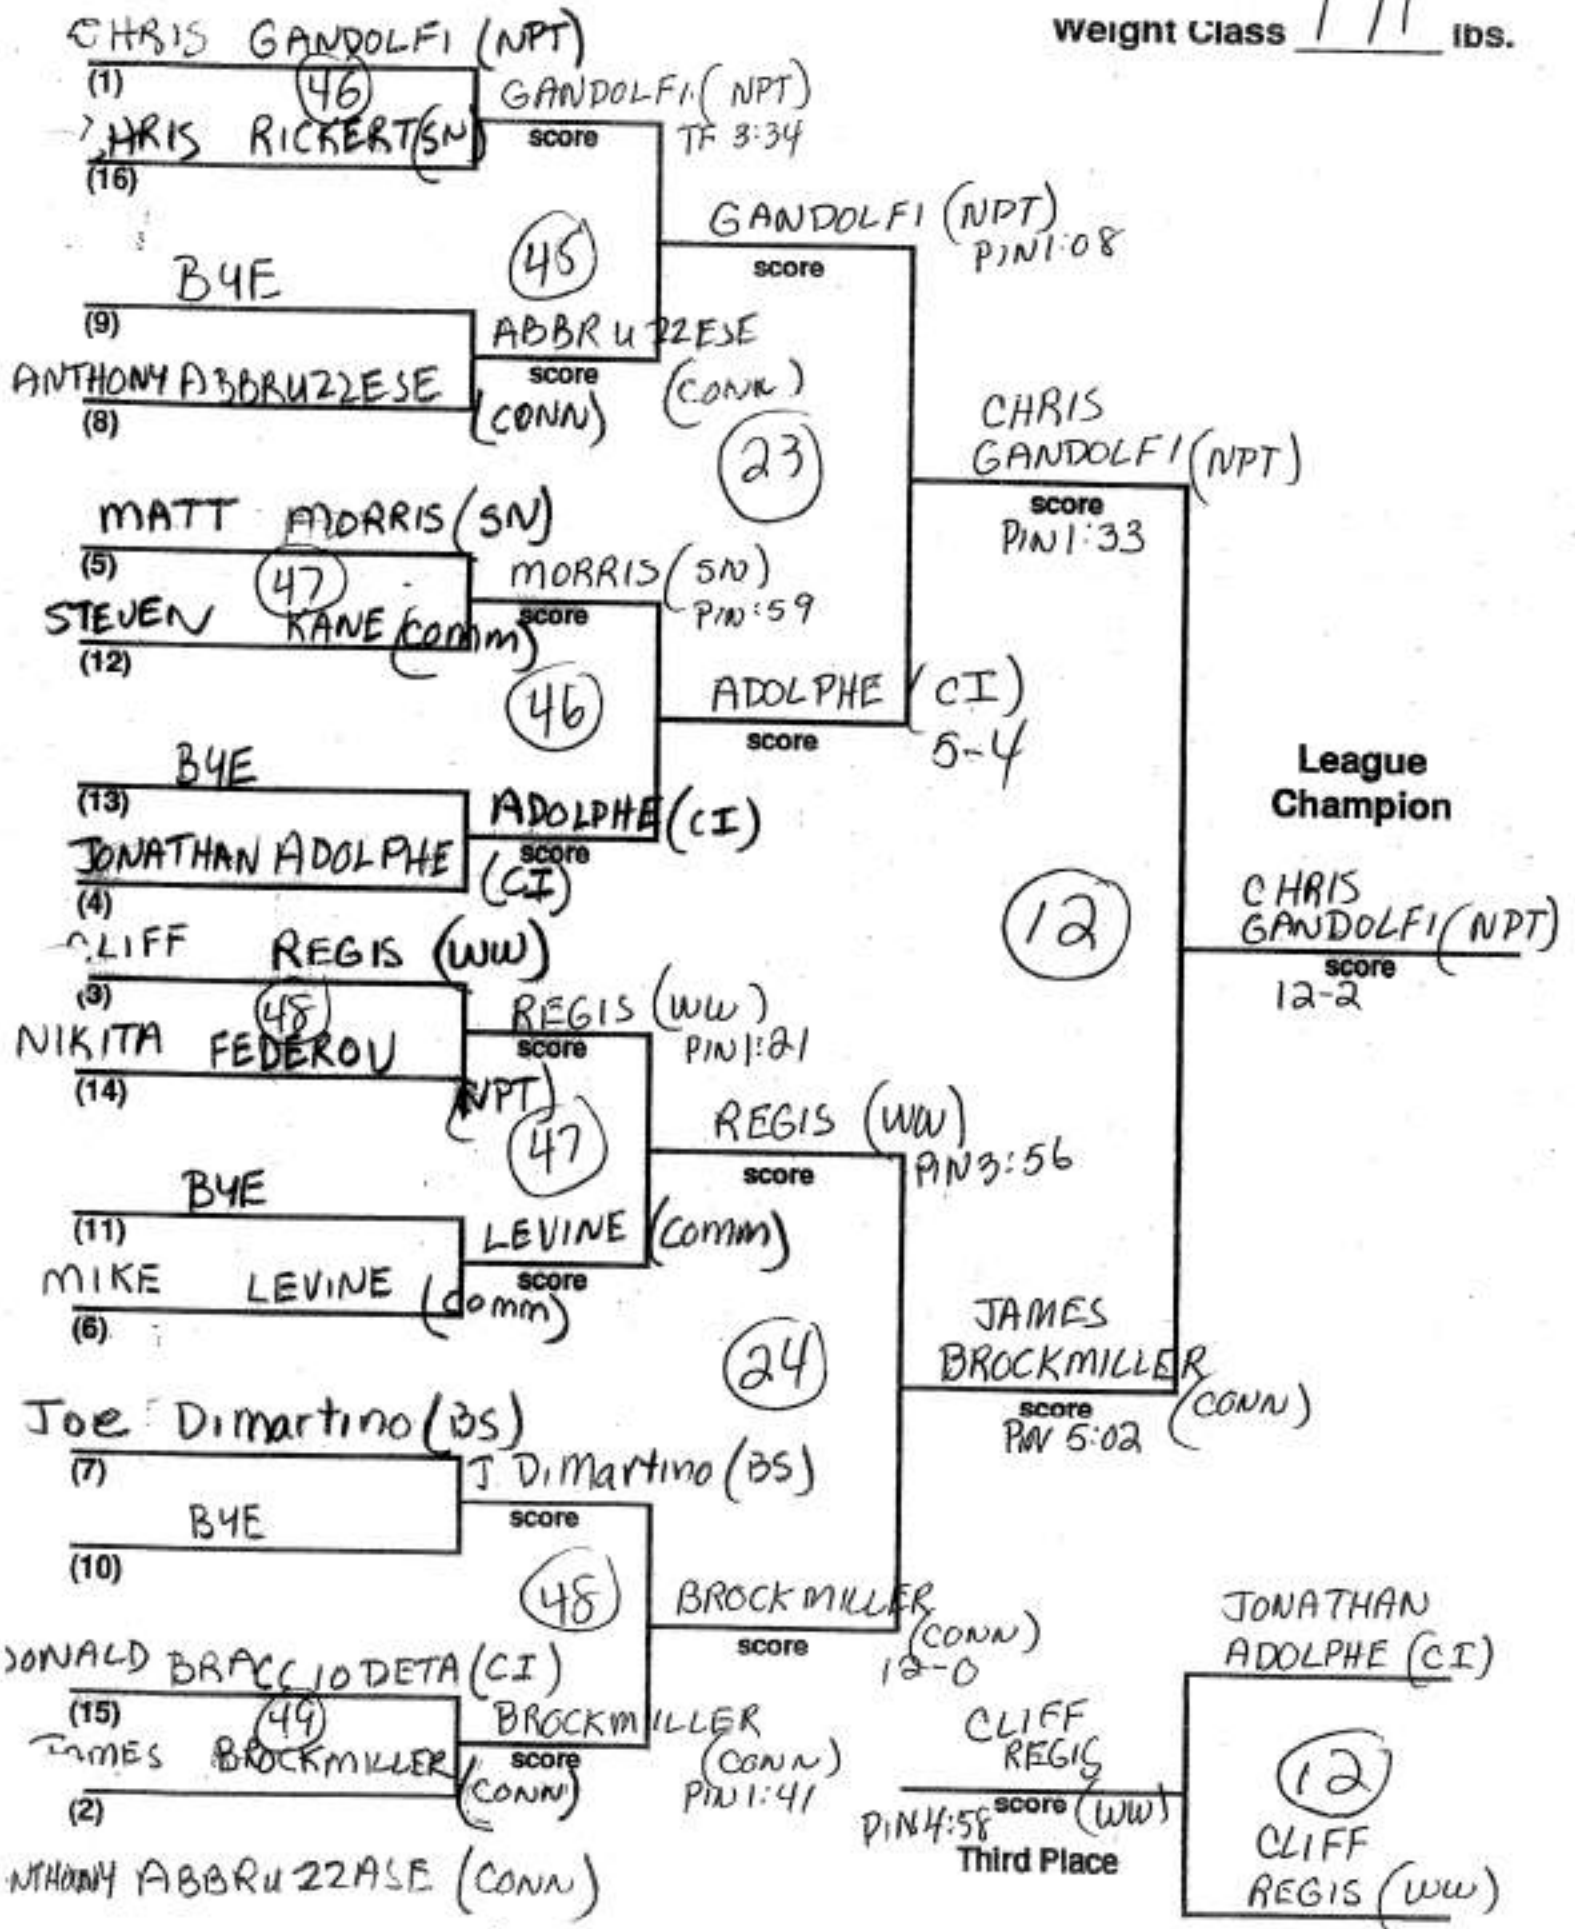 Weight Class 171 lbs.
CHRIS GANDOLFI (NPT)
(1)
46
GANDOLFI (NPT)
score
TF 3:34
CHRIS RICKERT (SN)
(16)
GANDOLFI (NPT)
PIN 1:08
score
45
BYE
(9)
ABBRUZZESE
score
(CONN)
(CONN)
ANTHONY ABBRUZZESE
(8)
23
CHRIS
GANDOLFI (NPT)
score
PIN 1:33
MATT MORRIS (SN)
(5)
47
MORRIS (SN)
score
PIN :59
STEVEN KANE (COMM)
(12)
46
ADOLPHE (CI)
score
5-4
BYE
(13)
ADOLPHE (CI)
score
(CI)
JONATHAN ADOLPHE
(4)
League
Champion
12
CHRIS
GANDOLFI (NPT)
score
12-2
CLIFF REGIS (WW)
(3)
48
REGIS (WW)
score
PIN 1:21
NIKITA FEDEROV
(14)
(NPT)
47
REGIS (WW)
score
PIN 3:56
BYE
(11)
LEVINE (COMM)
score
MIKE LEVINE (COMM)
(6)
24
JAMES
BROCKMILLER
score
(CONN)
PIN 5:02
Joe Dimartino (BS)
(7)
J. DiMartino (BS)
score
BYE
(10)
48
BROCKMILLER
score
(CONN)
12-0
DONALD BRACCIODETA (CI)
(15)
49
BROCKMILLER
score
(CONN)
PIN 1:41
JAMES BROCKMILLER
(CONN)
(2)
ANTHONY ABBRUZZASE (CONN)
JONATHAN
ADOLPHE (CI)
CLIFF
REGIS
score (WW)
PIN 4:58
Third Place
12
CLIFF
REGIS (WW)